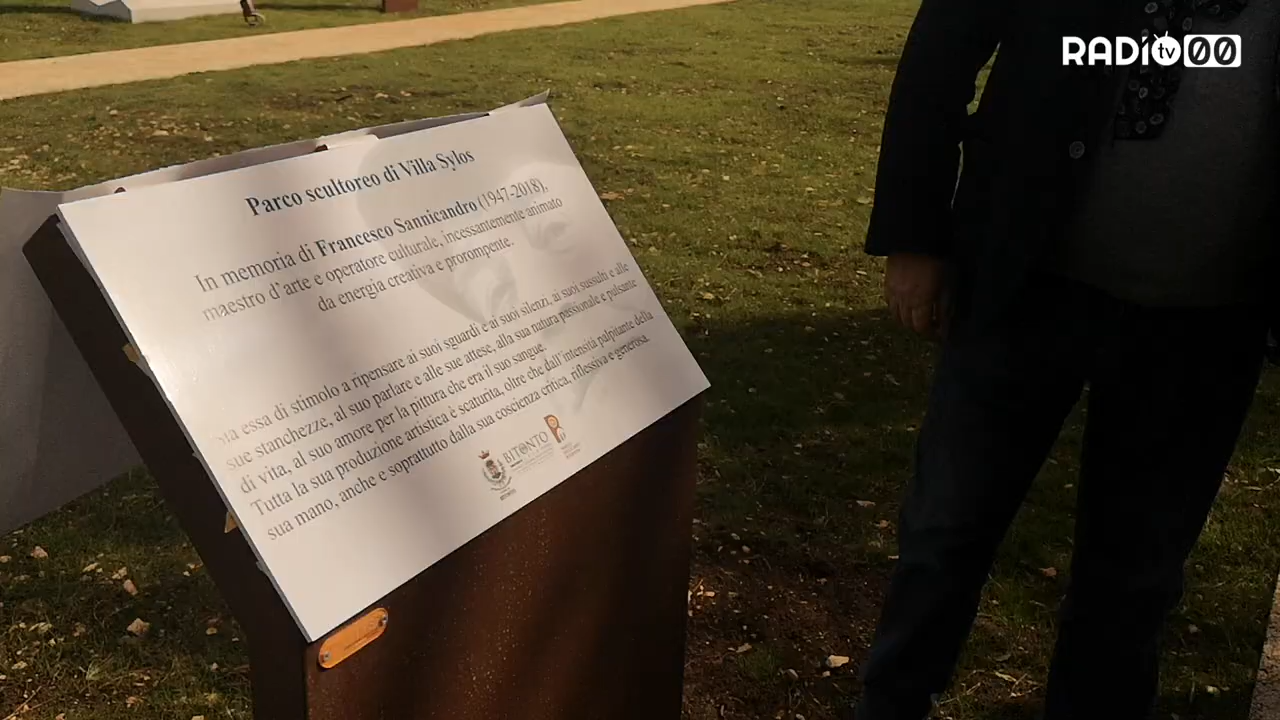 RADIO tv 00
Parco scultoreo di Villa Sylos
In memoria di Francesco Sannicandro (1947-2018),
maestro d'arte e operatore culturale, incessantemente animato
da energia creativa e prorompente.
essa di stimolo a ripensare ai suoi sguardi e ai suoi silenzi, ai suoi sussulti e alle
sue stanchezze, al suo parlare e alle sue attese, alla sua natura passionale e pulsante
di vita, al suo amore per la pittura che era il suo sangue.
Tutta la sua produzione artistica è scaturita, oltre che dall'intensità palpitante della
sua mano, anche e soprattutto dalla sua coscienza critica, riflessiva e generosa.
BITONTO